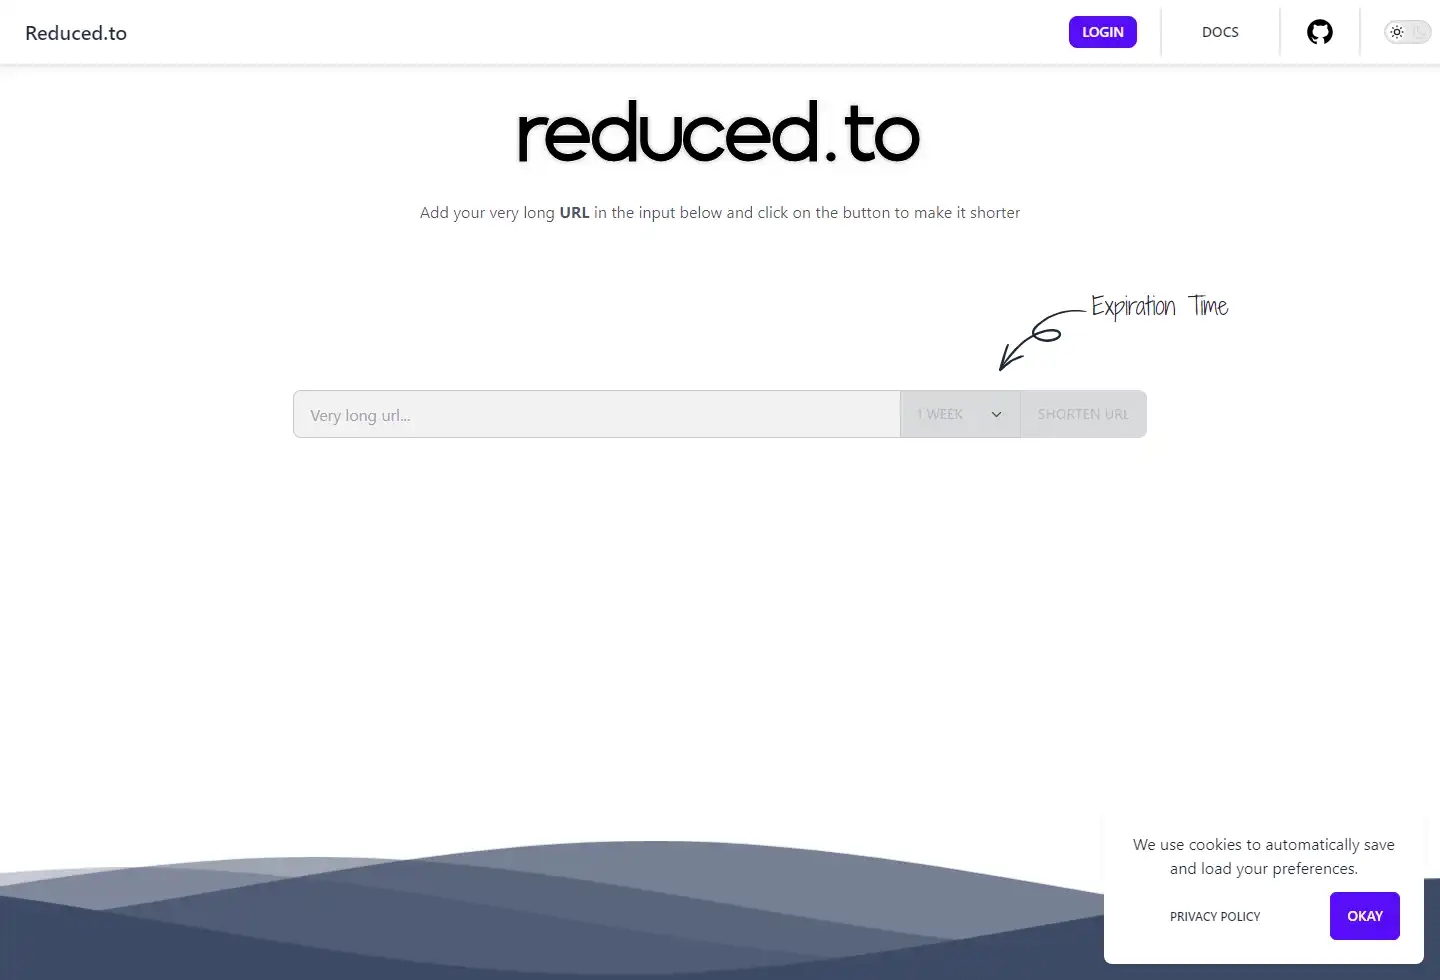 Reduced.to
LOGIN
DOCS
reduced.to
Add your very long URL in the input below and click on the button to make it shorter
Expiration Time
Very long url...
1 WEEK
SHORTEN URL
We use cookies to automatically save
and load your preferences.
PRIVACY POLICY
OKAY